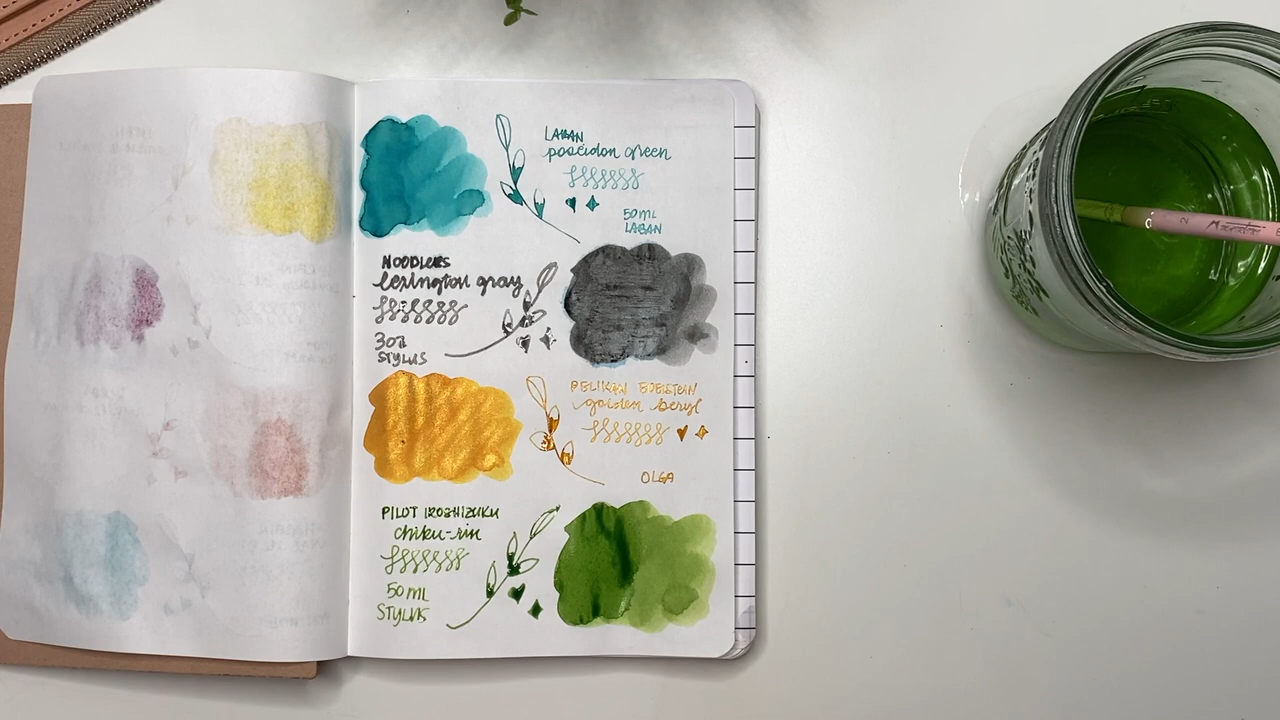 LABAN
poseidon green
50ML
LABAN
NOODLERS
lexington gray
3oz
STYLUS
PELIKAN EDELSTEIN
golden beryl
OLGA
PILOT IROSHIZUKU
chiku-rin
50ML
STYLUS
2